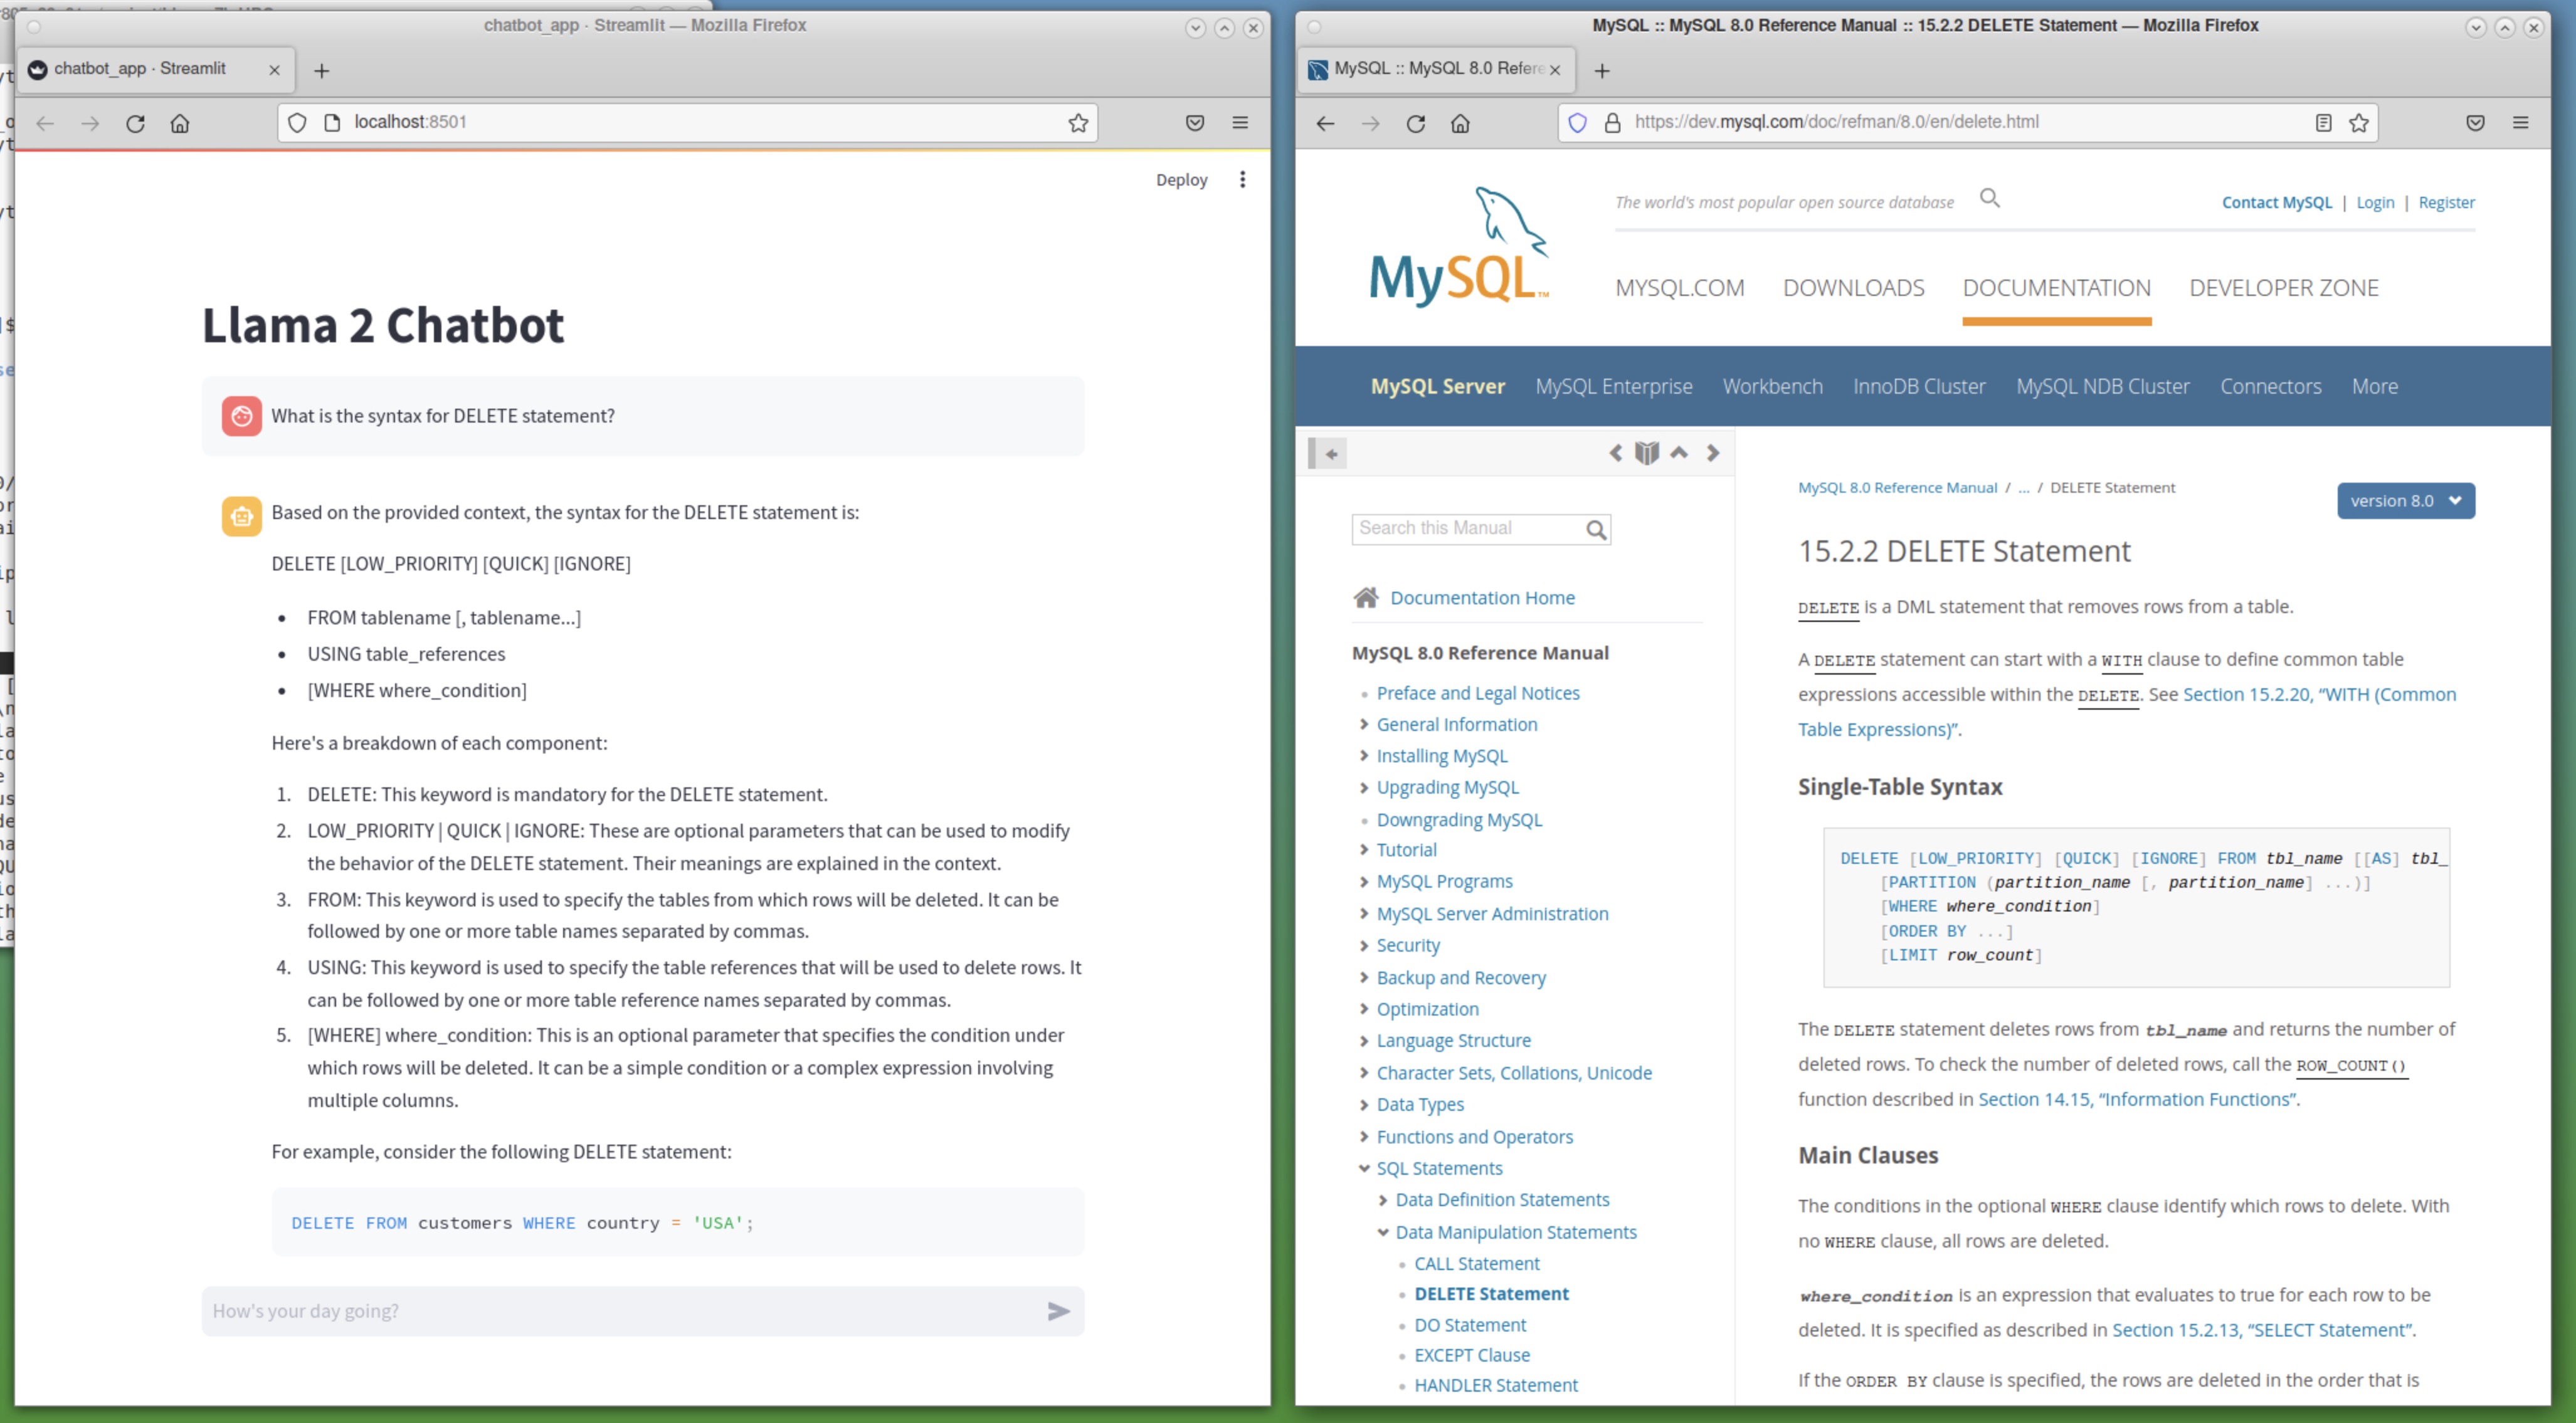 chatbot_app · Streamlit — Mozilla Firefox
chatbot_app · Streamlit
localhost:8501
Deploy
Llama 2 Chatbot
What is the syntax for DELETE statement?
Based on the provided context, the syntax for the DELETE statement is:
DELETE [LOW_PRIORITY] [QUICK] [IGNORE]
• FROM tablename [, tablename...]
• USING table_references
• [WHERE where_condition]
Here's a breakdown of each component:
1. DELETE: This keyword is mandatory for the DELETE statement.
2. LOW_PRIORITY | QUICK | IGNORE: These are optional parameters that can be used to modify
the behavior of the DELETE statement. Their meanings are explained in the context.
3. FROM: This keyword is used to specify the tables from which rows will be deleted. It can be
followed by one or more table names separated by commas.
4. USING: This keyword is used to specify the table references that will be used to delete rows. It
can be followed by one or more table reference names separated by commas.
5. [WHERE] where_condition: This is an optional parameter that specifies the condition under
which rows will be deleted. It can be a simple condition or a complex expression involving
multiple columns.
For example, consider the following DELETE statement:
DELETE FROM customers WHERE country = 'USA';
How's your day going?
MySQL :: MySQL 8.0 Reference Manual :: 15.2.2 DELETE Statement — Mozilla Firefox
MySQL :: MySQL 8.0 Refere
https://dev.mysql.com/doc/refman/8.0/en/delete.html
MySQL™
The world's most popular open source database
Contact MySQL | Login | Register
MYSQL.COM DOWNLOADS DOCUMENTATION DEVELOPER ZONE
MySQL Server MySQL Enterprise Workbench InnoDB Cluster MySQL NDB Cluster Connectors More
Search this Manual
Documentation Home
MySQL 8.0 Reference Manual
Preface and Legal Notices
General Information
Installing MySQL
Upgrading MySQL
Downgrading MySQL
Tutorial
MySQL Programs
MySQL Server Administration
Security
Backup and Recovery
Optimization
Language Structure
Character Sets, Collations, Unicode
Data Types
Functions and Operators
SQL Statements
Data Definition Statements
Data Manipulation Statements
CALL Statement
DELETE Statement
DO Statement
EXCEPT Clause
HANDLER Statement
MySQL 8.0 Reference Manual / ... / DELETE Statement
version 8.0
15.2.2 DELETE Statement
DELETE is a DML statement that removes rows from a table.
A DELETE statement can start with a WITH clause to define common table
expressions accessible within the DELETE. See Section 15.2.20, “WITH (Common
Table Expressions)”.
Single-Table Syntax
DELETE [LOW_PRIORITY] [QUICK] [IGNORE] FROM tbl_name [[AS] tbl_
[PARTITION (partition_name [, partition_name] ...)]
[WHERE where_condition]
[ORDER BY ...]
[LIMIT row_count]
The DELETE statement deletes rows from tbl_name and returns the number of
deleted rows. To check the number of deleted rows, call the ROW_COUNT()
function described in Section 14.15, “Information Functions”.
Main Clauses
The conditions in the optional WHERE clause identify which rows to delete. With
no WHERE clause, all rows are deleted.
where_condition is an expression that evaluates to true for each row to be
deleted. It is specified as described in Section 15.2.13, “SELECT Statement”.
If the ORDER BY clause is specified, the rows are deleted in the order that is